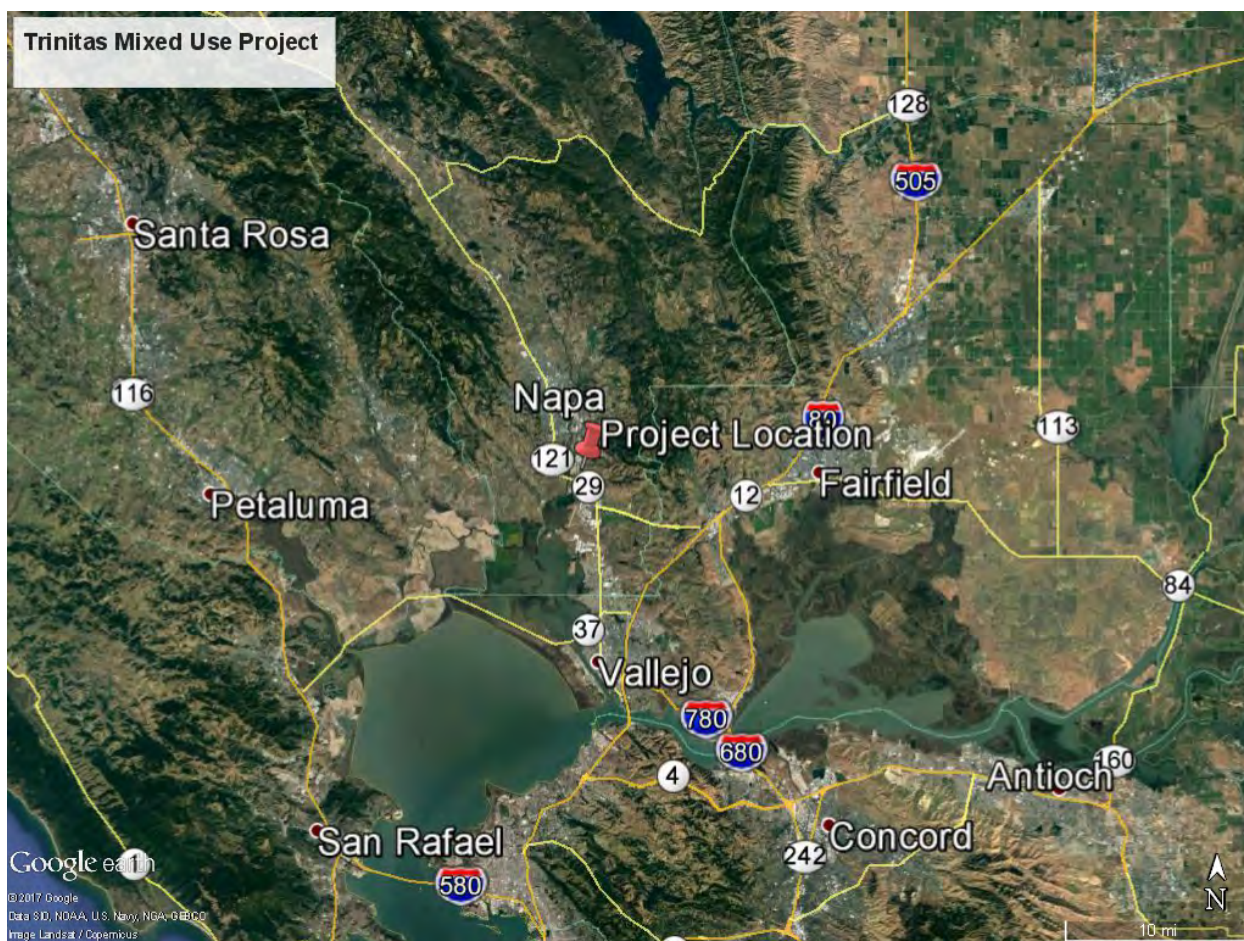 Trinitas Mixed Use Project
128
505
Santa Rosa
116
Napa
80
113
Project Location
121
29
12
Fairfield
Petaluma
84
37
Vallejo
780
680
160
4
Antioch
San Rafael
Concord
242
1
580
Google earth
N
©2017 Google
Data SIO, NOAA, U.S. Navy, NGA, GEBCO
Image Landsat / Copernicus
10 mi